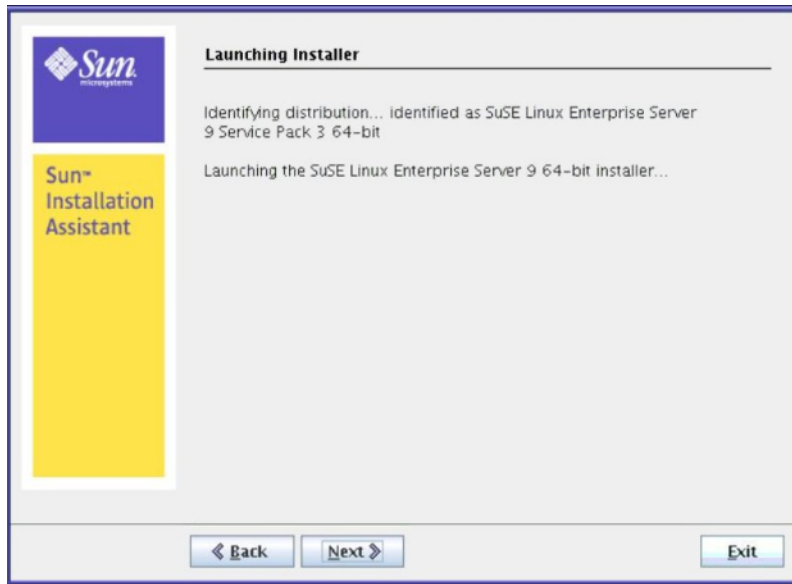 Sun
microsystems
Sun™
Installation
Assistant
Launching Installer
Identifying distribution... identified as SuSE Linux Enterprise Server
9 Service Pack 3 64-bit
Launching the SuSE Linux Enterprise Server 9 64-bit installer...
Back
Next
Exit